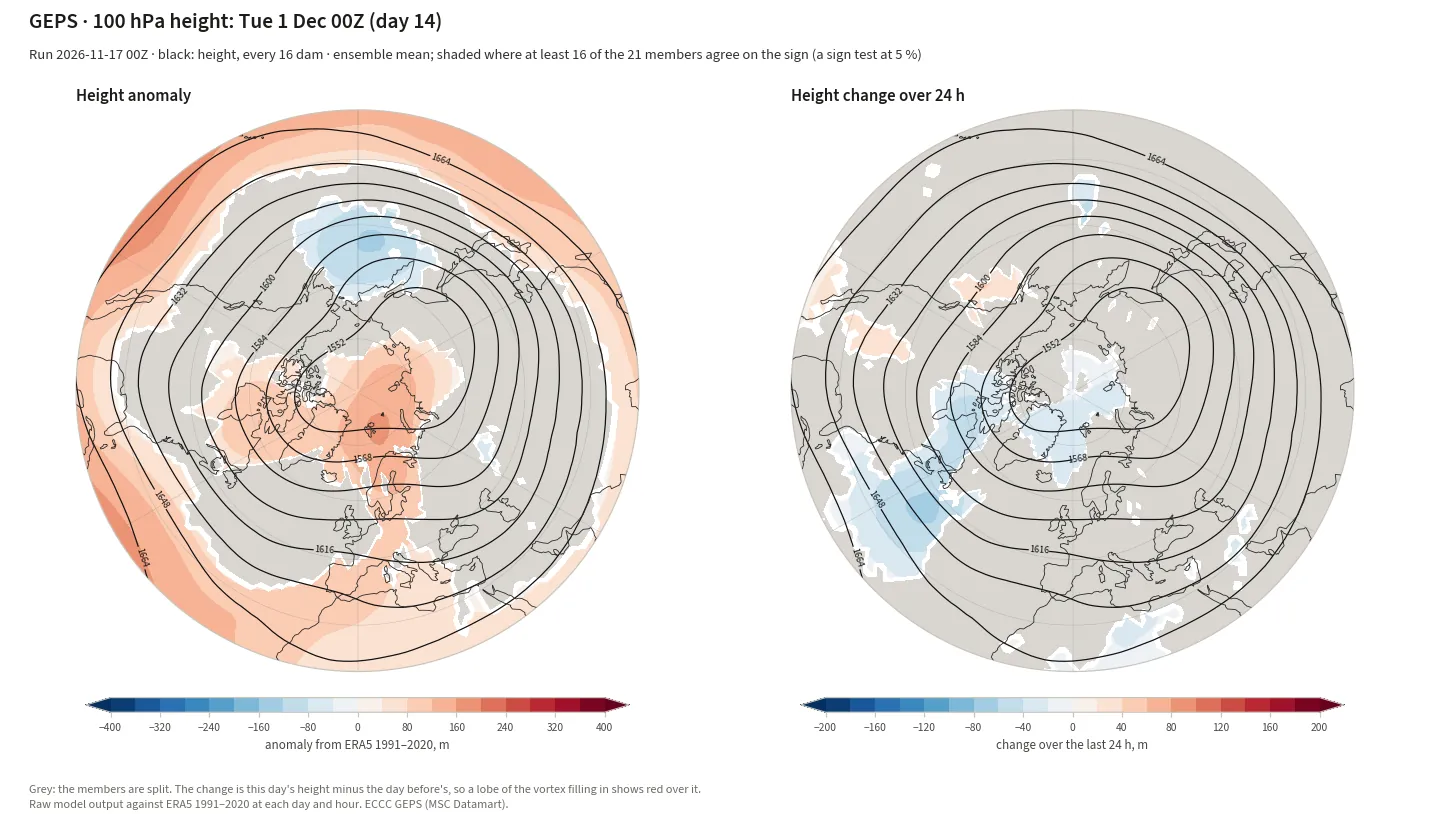 GEPS · 100 hPa height: Tue 1 Dec 00Z (day 14)
Run 2026-11-17 00Z · black: height, every 16 dam · ensemble mean; shaded where at least 16 of the 21 members agree on the sign (a sign test at 5 %)
Height anomaly
Height change over 24 h
1664
1632
1600
1584
1552
1568
1648
1664
1616
1664
1632
1600
1584
1552
1568
1648
1664
1616
−400 −320 −240 −160 −80 0 80 160 240 320 400
anomaly from ERA5 1991–2020, m
−200 −160 −120 −80 −40 0 40 80 120 160 200
change over the last 24 h, m
Grey: the members are split. The change is this day's height minus the day before's, so a lobe of the vortex filling in shows red over it.
Raw model output against ERA5 1991–2020 at each day and hour. ECCC GEPS (MSC Datamart).